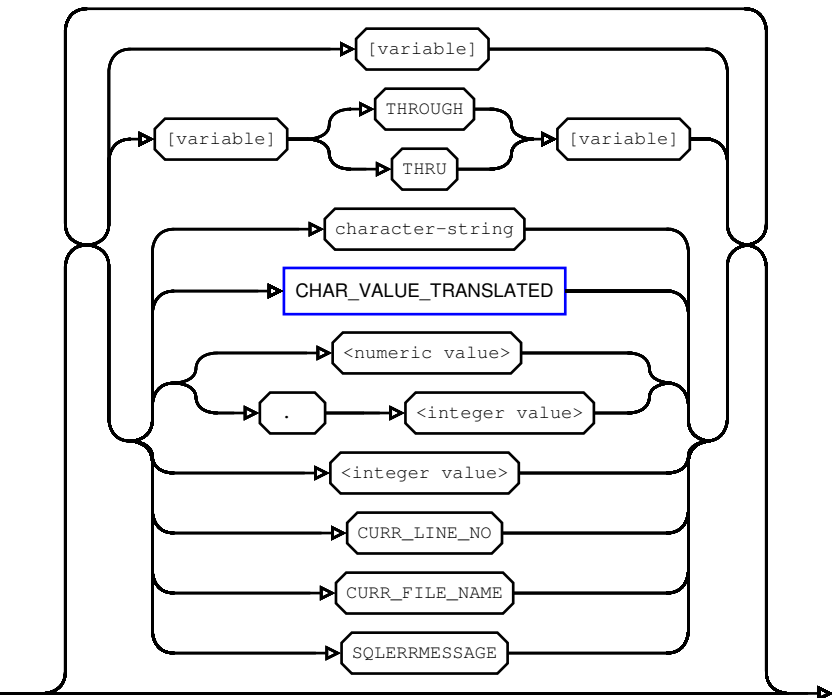 [variable]
THROUGH
[variable] [variable]
THRU
character-string
CHAR_VALUE_TRANSLATED
<numeric value>
. <integer value>
<integer value>
CURR_LINE_NO
CURR_FILE_NAME
SQLERRMESSAGE